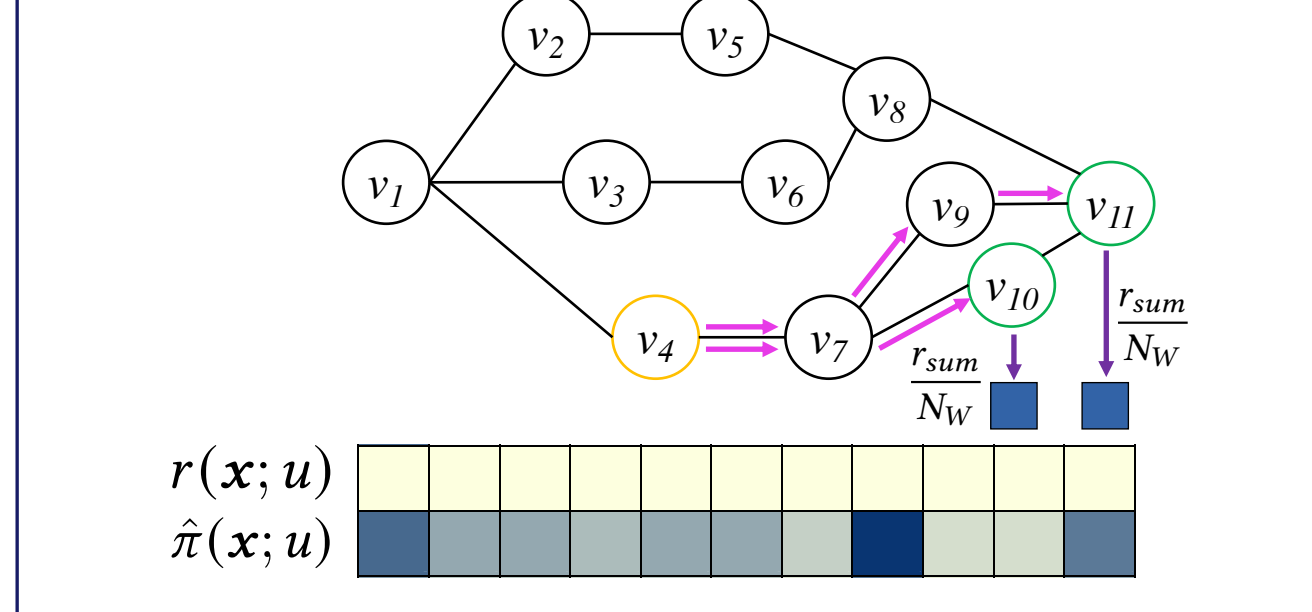 v2
v5
v8
v1
v3
v6
v9
v11
v10
v4
v7
r_sum
N_W
r_sum
N_W
r(x; u)
π̂(x; u)